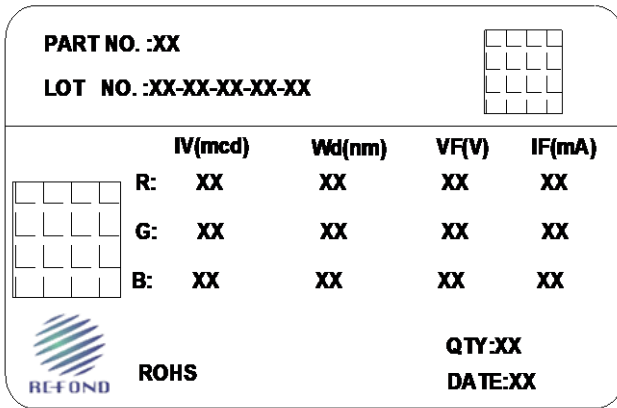 PART NO. :XX
LOT NO. :XX-XX-XX-XX-XX
IV(mcd) Wd(nm) VF(V) IF(mA)
R: XX XX XX XX
G: XX XX XX XX
B: XX XX XX XX
REFOND
ROHS
QTY:XX
DATE:XX